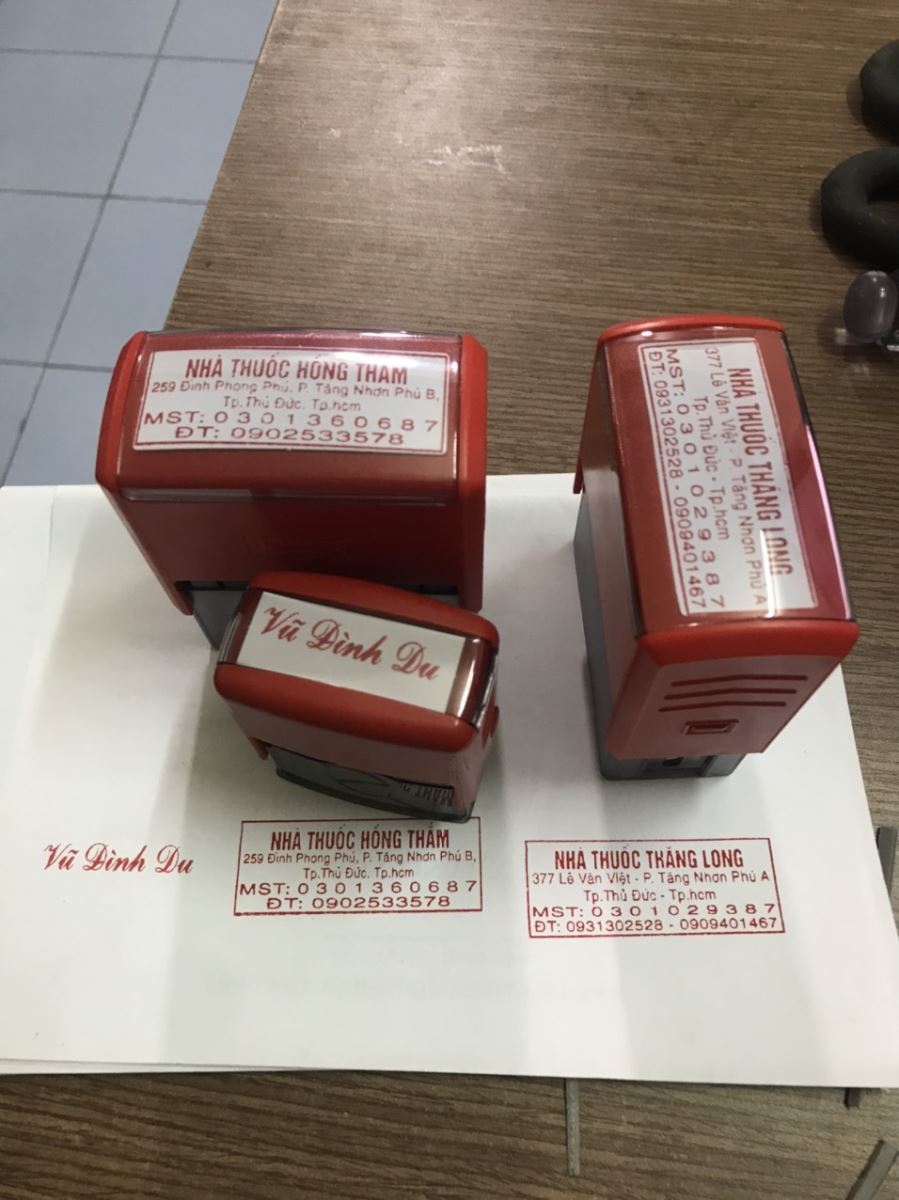 NHÀ THUỐC HỒNG THẮM
259 Đình Phong Phú, P. Tăng Nhơn Phú B,
Tp.Thủ Đức, Tp.hcm
MST: 0301360687
ĐT: 0902533578
NHÀ THUỐC THĂNG LONG
377 Lê Văn Việt - P. Tăng Nhơn Phú A
Tp.Thủ Đức - Tp.hcm
MST: 0301029387
ĐT: 0931302528 - 0909401467
Vũ Đình Du
Vũ Đình Du
NHÀ THUỐC HỒNG THẮM
259 Đình Phong Phú, P. Tăng Nhơn Phú B,
Tp.Thủ Đức, Tp.hcm
MST: 0301360687
ĐT: 0902533578
NHÀ THUỐC THĂNG LONG
377 Lê Văn Việt - P. Tăng Nhơn Phú A
Tp.Thủ Đức - Tp.hcm
MST: 0301029387
ĐT: 0931302528 - 0909401467